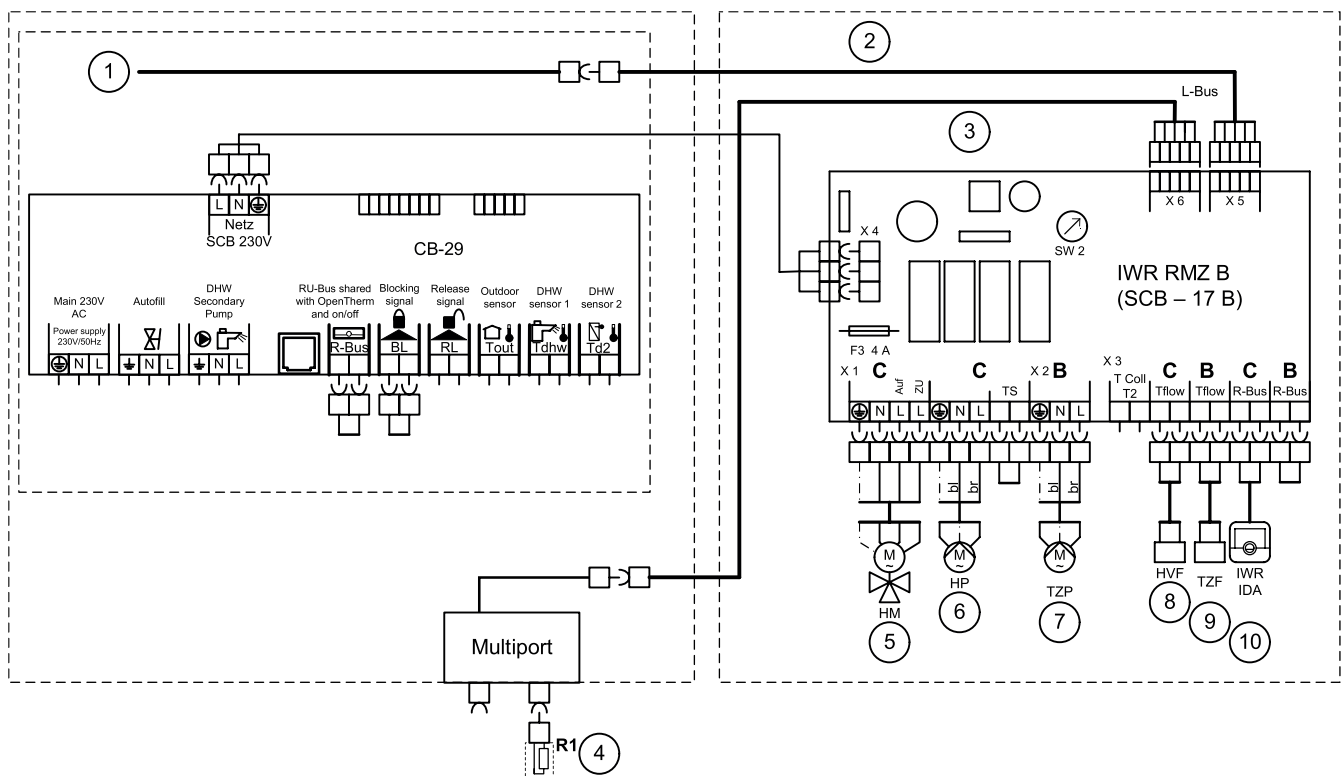 1
2
L-Bus
3
X 6
X 5
L N
Netz
SCB 230V
CB-29
X 4
SW 2
IWR RMZ B
(SCB – 17 B)
Main 230V
AC
Power supply
230V/50Hz
N L
Autofill
N L
DHW
Secondary
Pump
N L
RU-Bus shared
with OpenTherm
and on/off
R-Bus
Blocking
signal
BL
Release
signal
RL
Outdoor
sensor
Tout
DHW
sensor 1
Tdhw
DHW
sensor 2
Td2
F3 4 A
X 1
C
Auf
ZU
N L L
C
N L
TS
X 2
B
N L
X 3
T Coll
T2
C
Tflow
B
Tflow
C
R-Bus
B
R-Bus
bl
br
bl
br
M
~
HM
5
M
~
HP
6
M
~
TZP
7
HVF
8
TZF
9
IWR
IDA
10
Multiport
R1
4